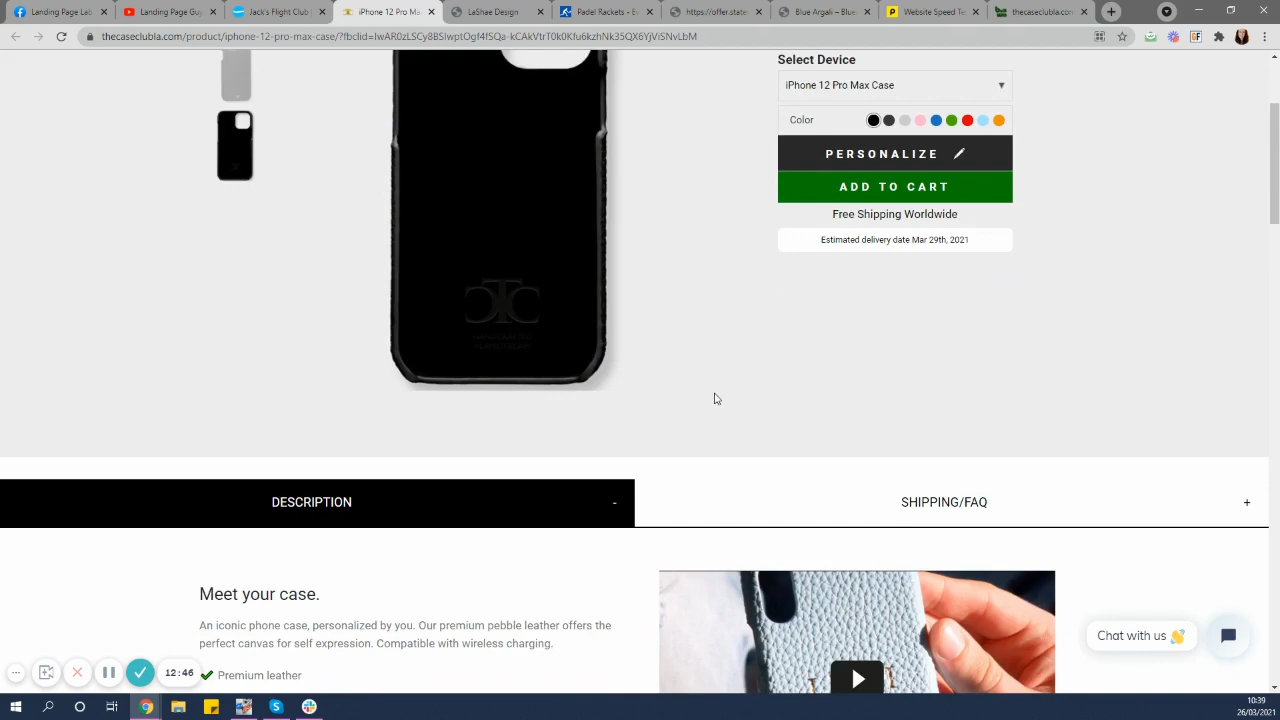 Landing Page Lab
Landing Page Gu
Jack's Flight Club
iPhone 12 Pro Ma
LaShae Design
Padel Rackets - E
https://offer.state
Blue Argali – Blue
Website Speed Te
thecaseclubla.com
thecaseclubla.com/product/iphone-12-pro-max-case/?fbclid=IwAR0zLSCy8BSIwptOgf4fSQa-kCAkVtrT0k0Kfu6kzhNk35QX6YjViSNvLbM
Select Device
iPhone 12 Pro Max Case
Color
PERSONALIZE
ADD TO CART
Free Shipping Worldwide
Estimated delivery date Mar 29th, 2021
DESCRIPTION -
SHIPPING/FAQ +
Meet your case.
An iconic phone case, personalized by you. Our premium pebble leather offers the
perfect canvas for self expression. Compatible with wireless charging.
Premium leather
Chat with us 👋
12:46
10:39
26/03/2021